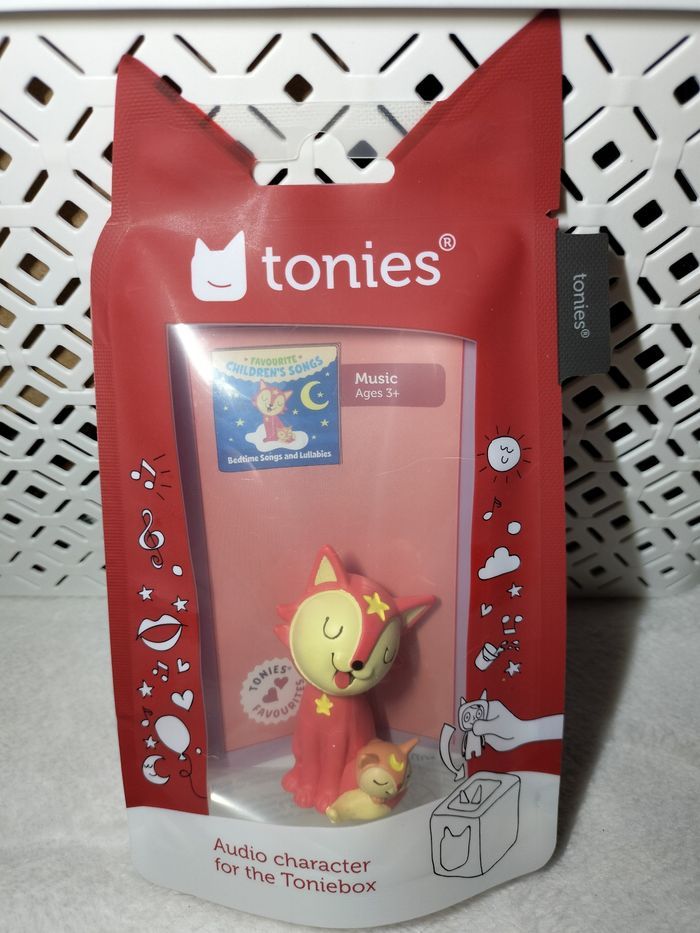 tonies®
tonies®
FAVOURITE
CHILDREN'S SONGS
Bedtime Songs and Lullabies
Music
Ages 3+
TONIES®
FAVOURITES
Audio character
for the Toniebox